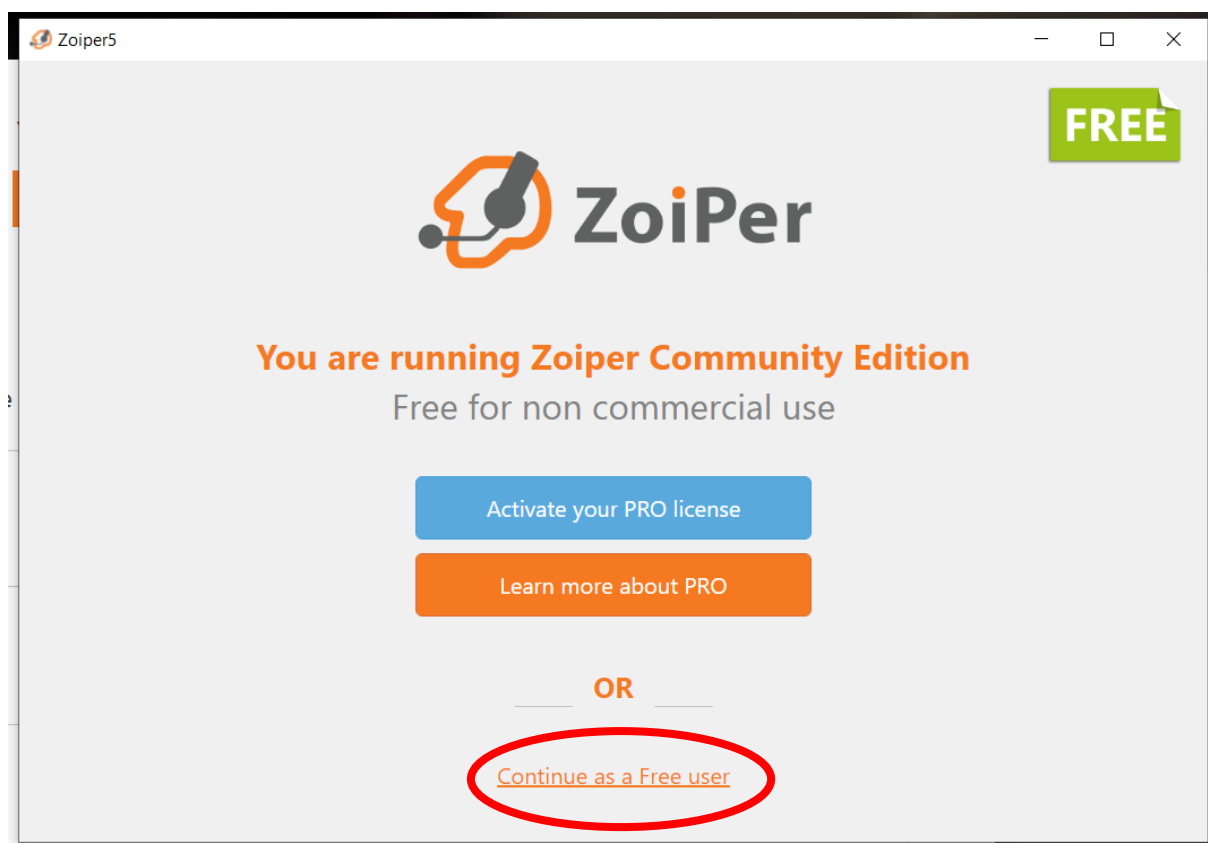 Zoiper5
FREE
ZoiPer
You are running Zoiper Community Edition
Free for non commercial use
Activate your PRO license
Learn more about PRO
OR
Continue as a Free user